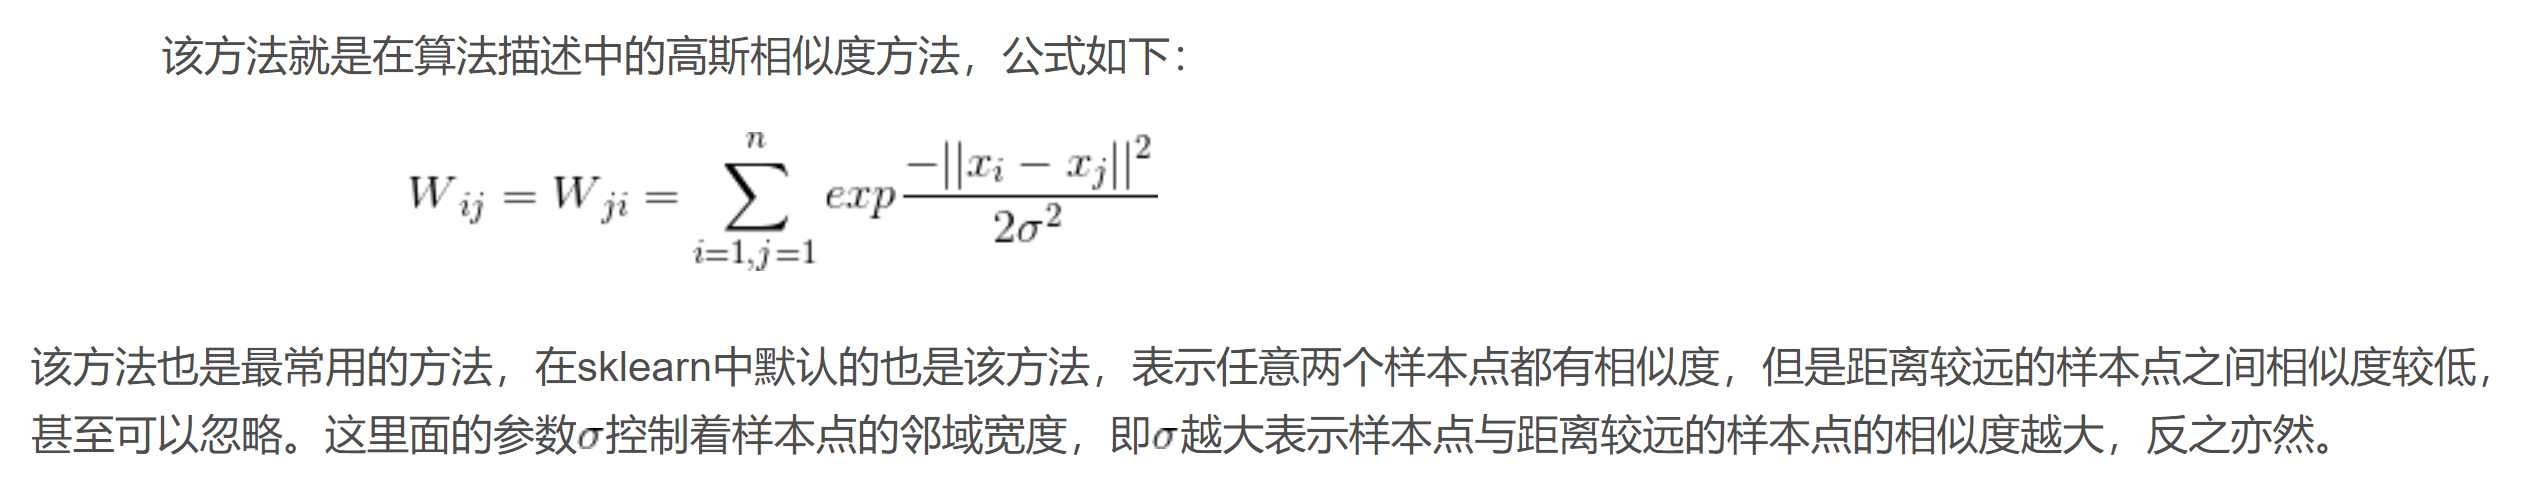 该方法就是在算法描述中的高斯相似度方法，公式如下：
W_{ij} = W_{ji} = \sum_{i=1,j=1}^{n} exp\frac{-||x_i - x_j||^2}{2\sigma^2}
该方法也是最常用的方法，在sklearn中默认的也是该方法，表示任意两个样本点都有相似度，但是距离较远的样本点之间相似度较低，
甚至可以忽略。这里面的参数σ控制着样本点的邻域宽度，即σ越大表示样本点与距离较远的样本点的相似度越大，反之亦然。